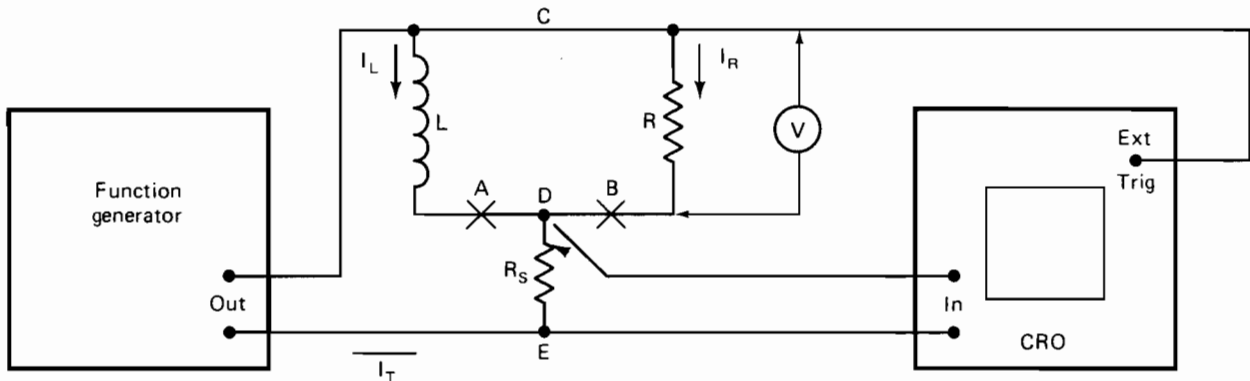 C
I_L
I_R
L
R
V
Ext
Trig
Function
generator
A
D
B
R_S
Out
In
CRO
E
I_T